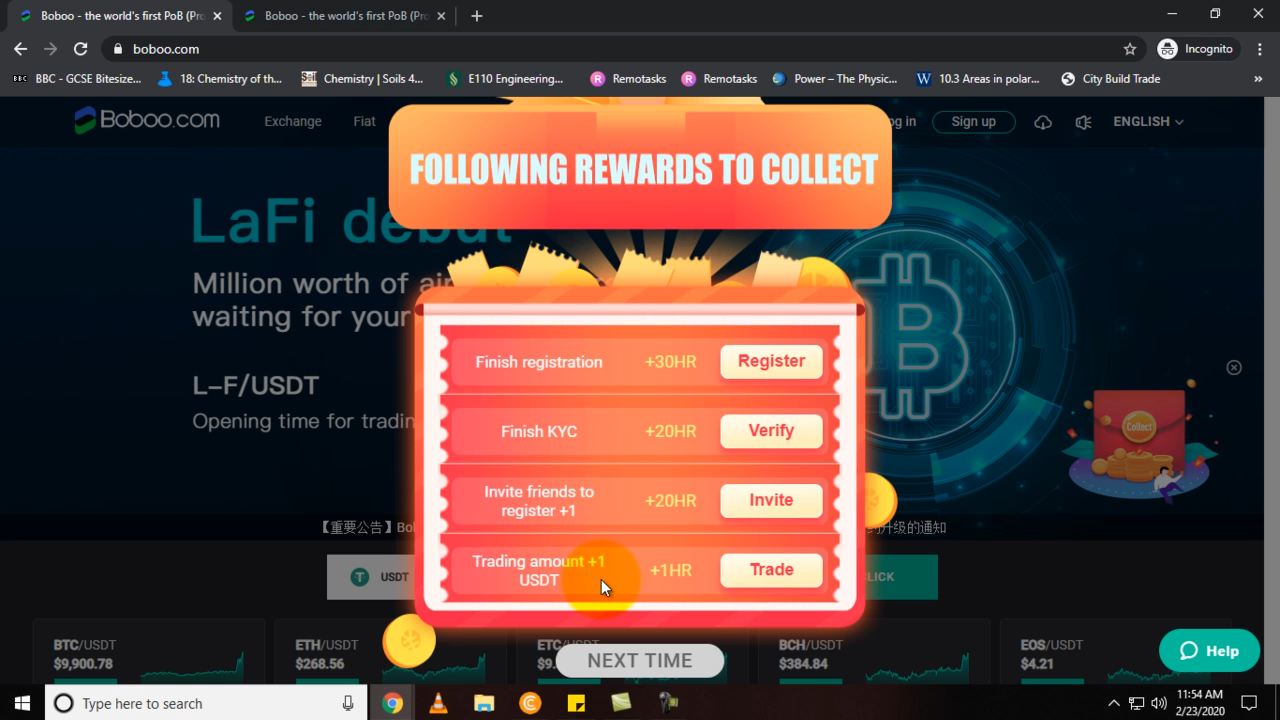 Boboo - the world's first PoB (Pro
Boboo - the world's first PoB (Pro
boboo.com
Incognito
BBC - GCSE Bitesize...
18: Chemistry of th...
Chemistry | Soils 4...
E110 Engineering...
Remotasks
Remotasks
Power – The Physic...
10.3 Areas in polar...
City Build Trade
Boboo.com
Exchange
Fiat
og in
Sign up
ENGLISH
FOLLOWING REWARDS TO COLLECT
LaFi debut
Million worth of air
waiting for your
L–F/USDT
Opening time for tradin
Collect
Finish registration +30HR Register
Finish KYC +20HR Verify
Invite friends to
register +1
+20HR Invite
Trading amount +1
USDT
+1HR Trade
【重要公告】Bob
升级的通知
USDT
LICK
BTC/USDT
$9,900.78
ETH/USDT
$268.56
ETC/USDT
$9.
BCH/USDT
$384.84
EOS/USDT
$4.21
NEXT TIME
Help
Type here to search
11:54 AM
2/23/2020